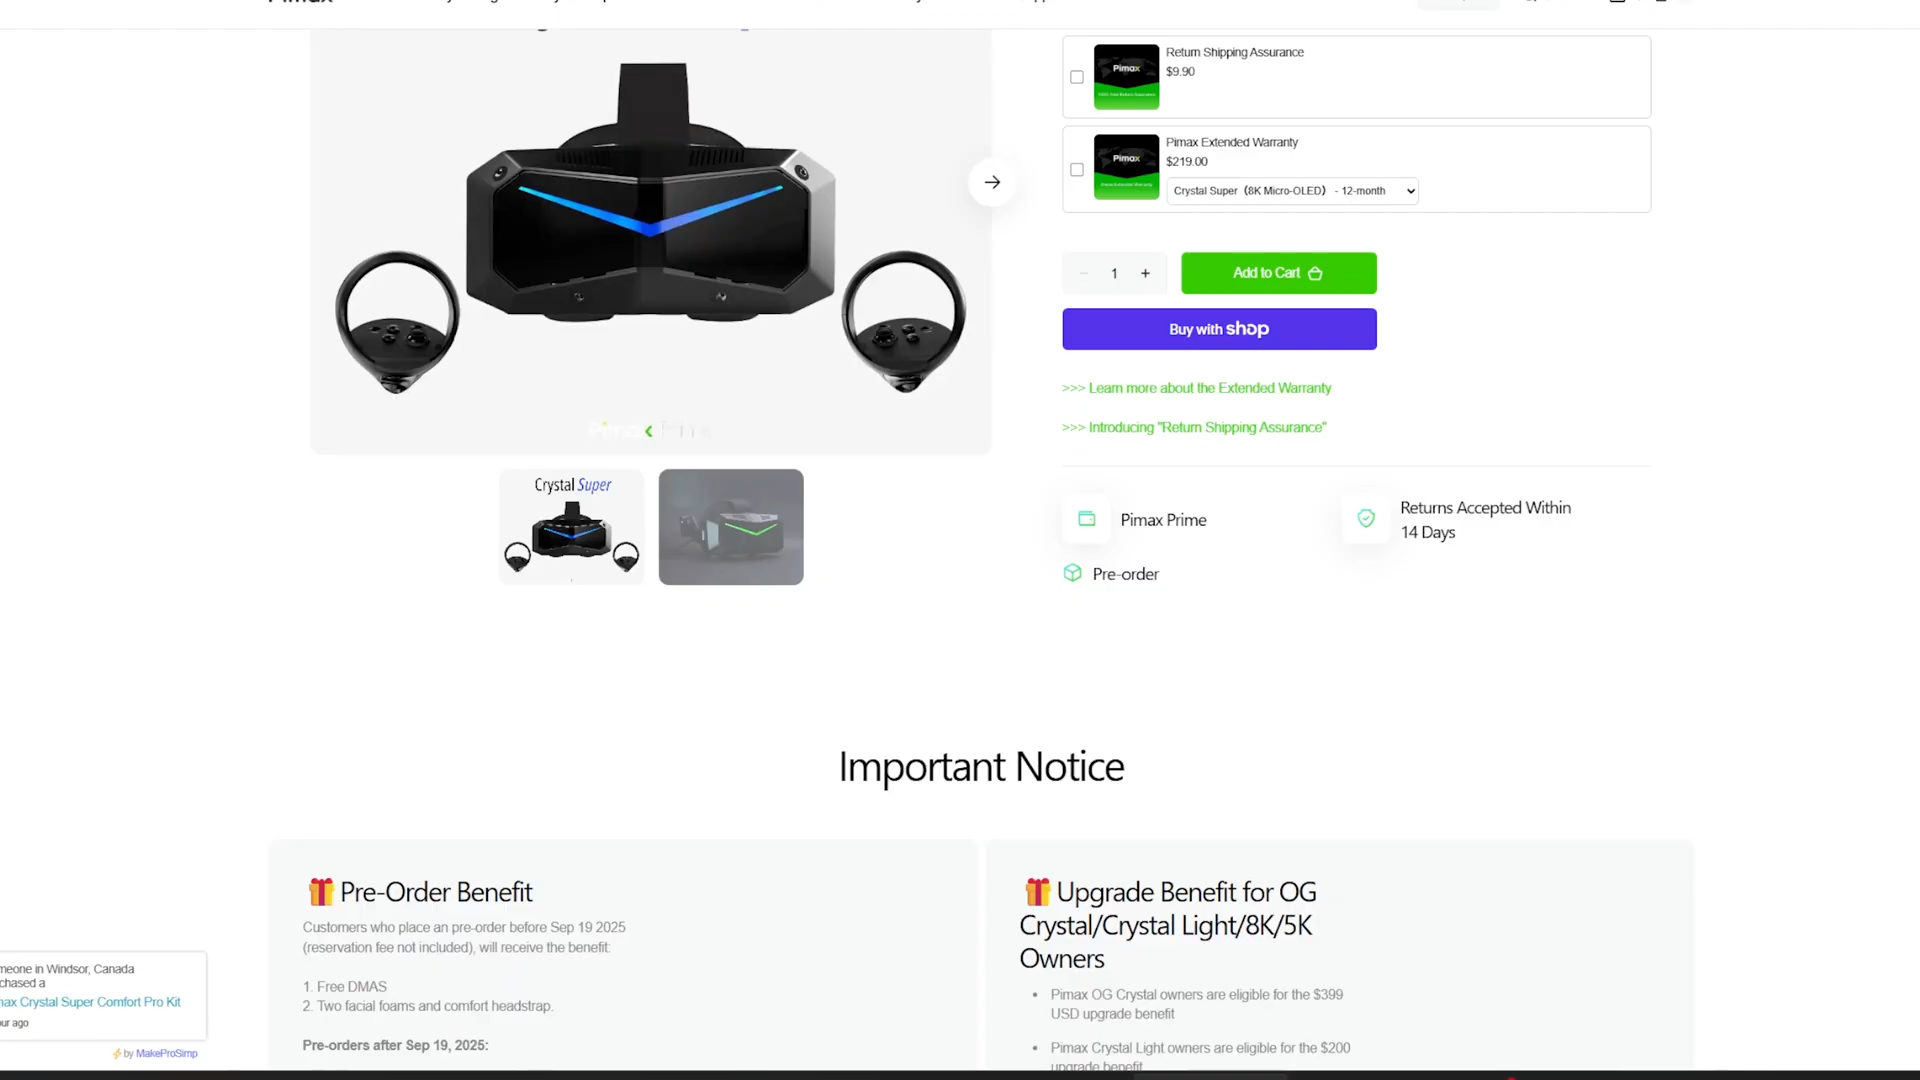 Return Shipping Assurance
$9.90
Pimax
Pimax Extended Warranty
$219.00
Pimax
Crystal Super（8K Micro-OLED） - 12-month
1
Add to Cart
Buy with shop
>>> Learn more about the Extended Warranty
>>> Introducing "Return Shipping Assurance"
Crystal Super
Pimax Prime
Returns Accepted Within
14 Days
Pre-order
Important Notice
Pre-Order Benefit
Customers who place an pre-order before Sep 19 2025
(reservation fee not included), will receive the benefit:
1. Free DMAS
2. Two facial foams and comfort headstrap.
Pre-orders after Sep 19, 2025:
Upgrade Benefit for OG
Crystal/Crystal Light/8K/5K
Owners
Pimax OG Crystal owners are eligible for the $399
USD upgrade benefit
Pimax Crystal Light owners are eligible for the $200
upgrade benefit
meone in Windsor, Canada
chased a
max Crystal Super Comfort Pro Kit
our ago
by MakeProSimp